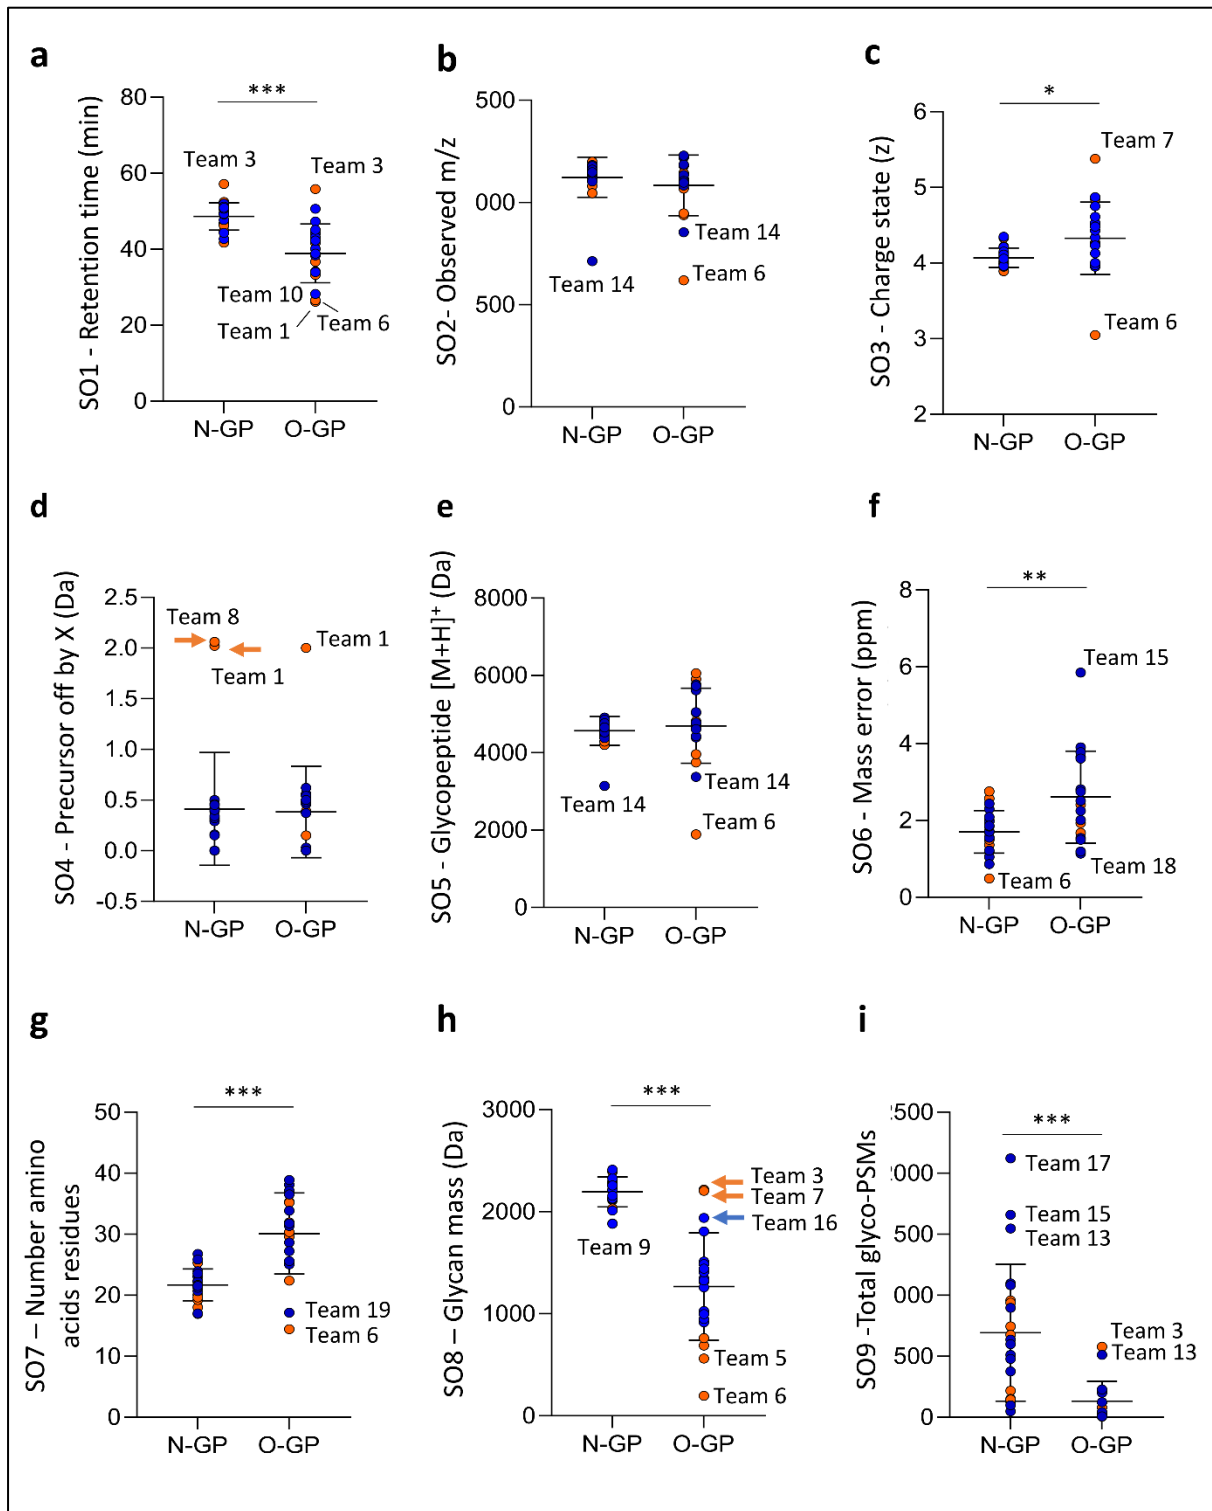 a
SO1 - Retention time (min)
80
60
40
20
0
***
Team 3
Team 3
Team 10
Team 1
Team 6
N-GP
O-GP
b
SO2- Observed m/z
500
000
500
0
Team 14
Team 14
Team 6
N-GP
O-GP
c
SO3 - Charge state (z)
6
5
4
3
2
*
Team 7
Team 6
N-GP
O-GP
d
SO4 - Precursor off by X (Da)
2.5
2.0
1.5
1.0
0.5
0.0
-0.5
Team 8
Team 1
Team 1
N-GP
O-GP
e
SO5 - Glycopeptide [M+H]⁺ (Da)
8000
6000
4000
2000
0
Team 14
Team 14
Team 6
N-GP
O-GP
f
SO6 - Mass error (ppm)
8
6
4
2
0
**
Team 15
Team 6
Team 18
N-GP
O-GP
g
SO7 – Number amino
acids residues
50
40
30
20
10
0
***
Team 19
Team 6
N-GP
O-GP
h
SO8 – Glycan mass (Da)
3000
2000
1000
0
***
Team 3
Team 7
Team 16
Team 9
Team 5
Team 6
N-GP
O-GP
i
SO9 -Total glyco-PSMs
2500
000
500
000
500
0
***
Team 17
Team 15
Team 13
Team 3
Team 13
N-GP
O-GP